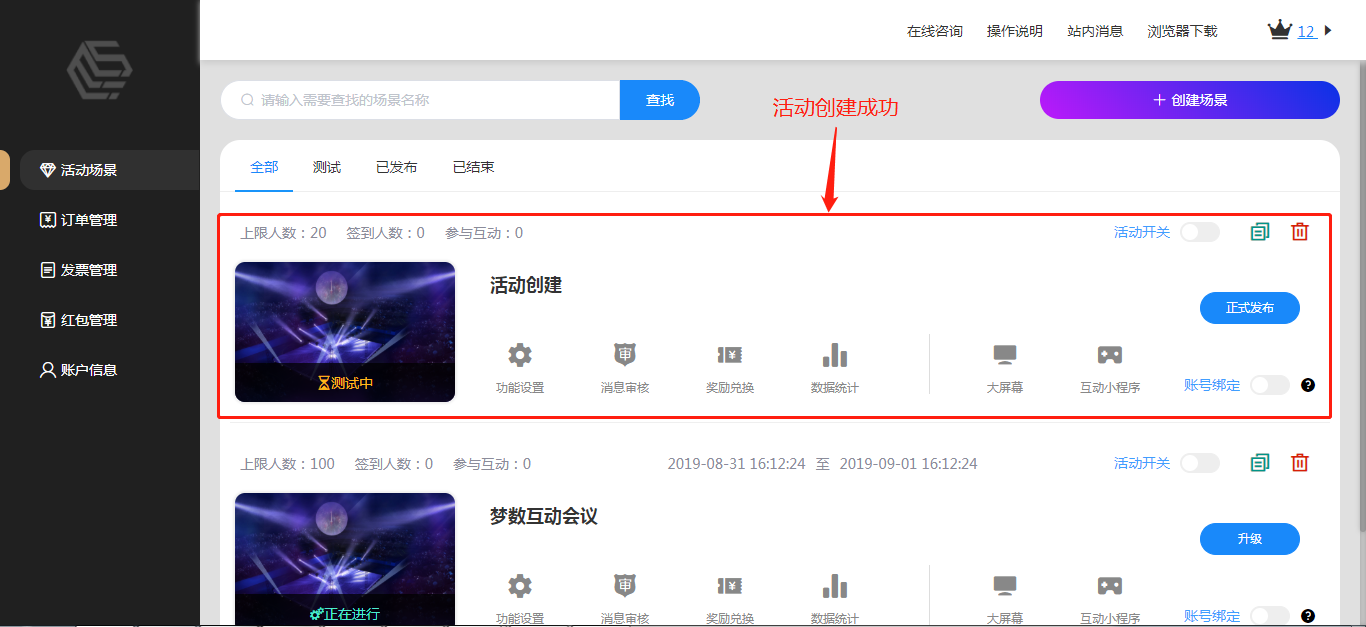 在线咨询 操作说明 站内消息 浏览器下载 12
请输入需要查找的场景名称 查找 活动创建成功 + 创建场景
全部 测试 已发布 已结束
活动场景
订单管理
发票管理
红包管理
账户信息
上限人数：20 签到人数：0 参与互动：0 活动开关
活动创建
正式发布
测试中
功能设置 消息审核 奖励兑换 数据统计 大屏幕 互动小程序 账号绑定 ?
上限人数：100 签到人数：0 参与互动：0 2019-08-31 16:12:24 至 2019-09-01 16:12:24 活动开关
梦数互动会议
升级
正在进行
功能设置 消息审核 奖励兑换 数据统计 大屏幕 互动小程序 账号绑定 ?